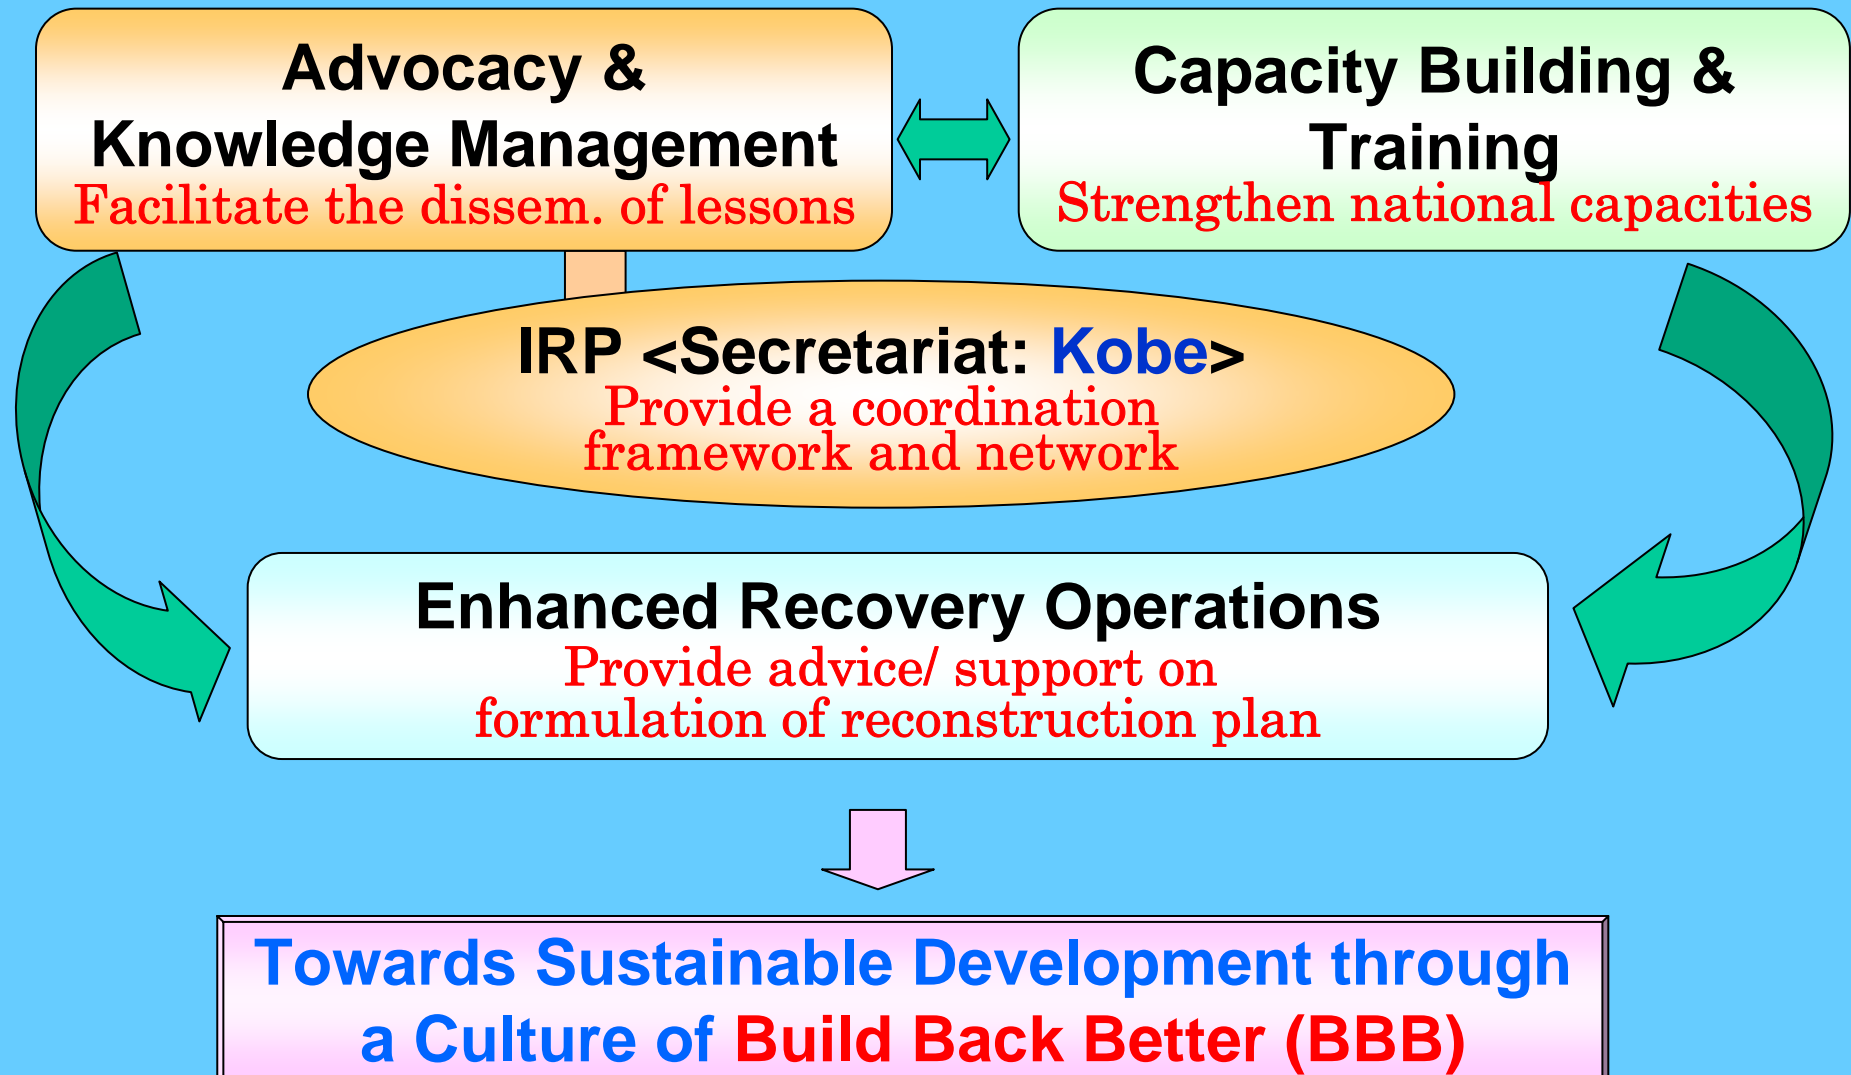 Advocacy &
Knowledge Management
Facilitate the dissem. of lessons
Capacity Building &
Training
Strengthen national capacities
IRP <Secretariat: Kobe>
Provide a coordination
framework and network
Enhanced Recovery Operations
Provide advice/ support on
formulation of reconstruction plan
Towards Sustainable Development through
a Culture of Build Back Better (BBB)